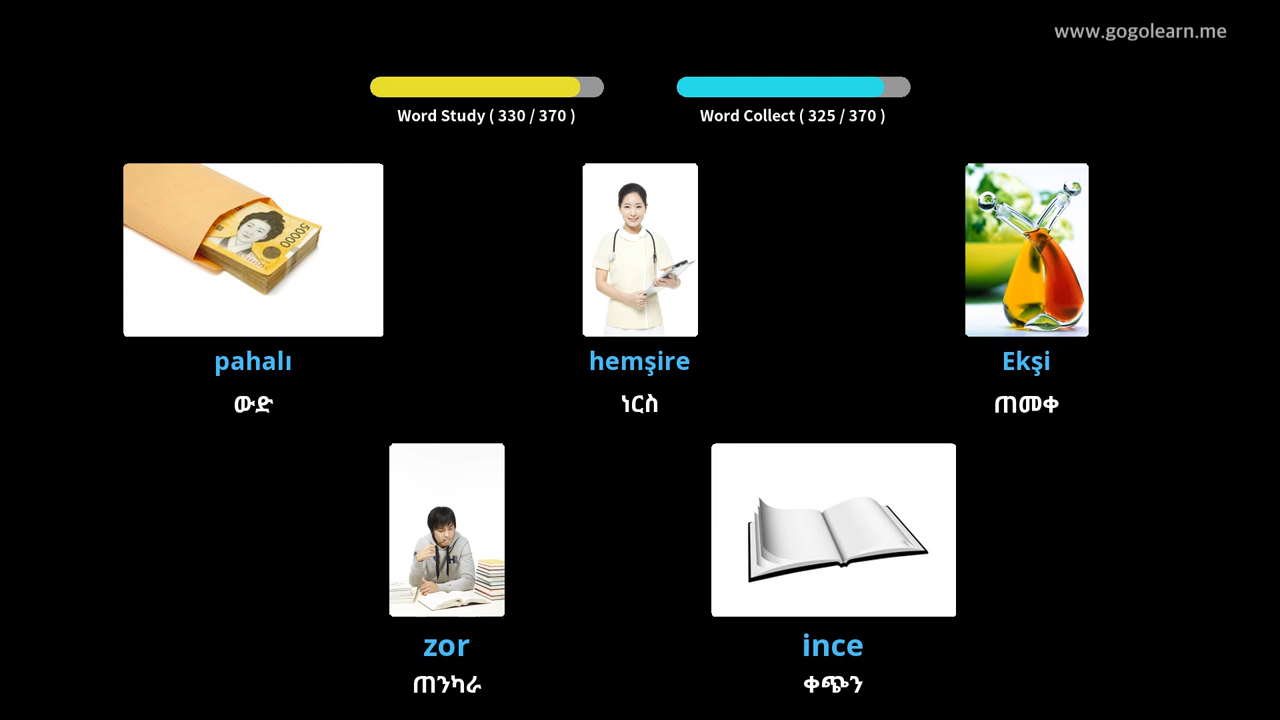 www.gogolearn.me
Word Study ( 330 / 370 )
Word Collect ( 325 / 370 )
50000
pahalı
hemşire
Ekşi
ውድ
ነርስ
ጠመቀ
zor
ince
ጠንካራ
ቀጭን